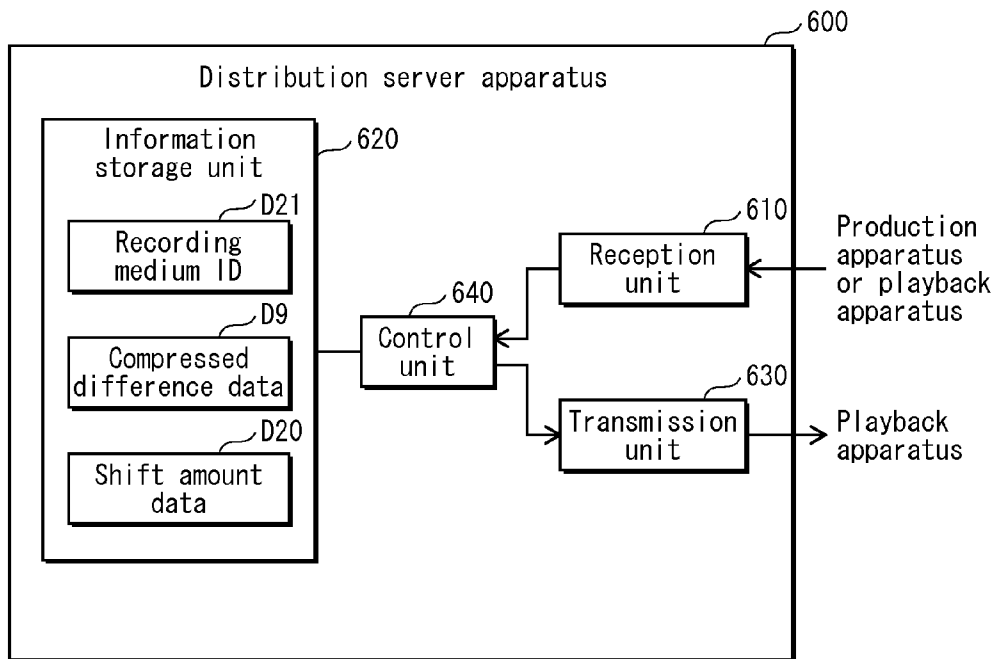 600
Distribution server apparatus
Information
storage unit
620
D21
Recording
medium ID
D9
Compressed
difference data
D20
Shift amount
data
640
Control
unit
610
Reception
unit
630
Transmission
unit
Production
apparatus
or playback
apparatus
Playback
apparatus